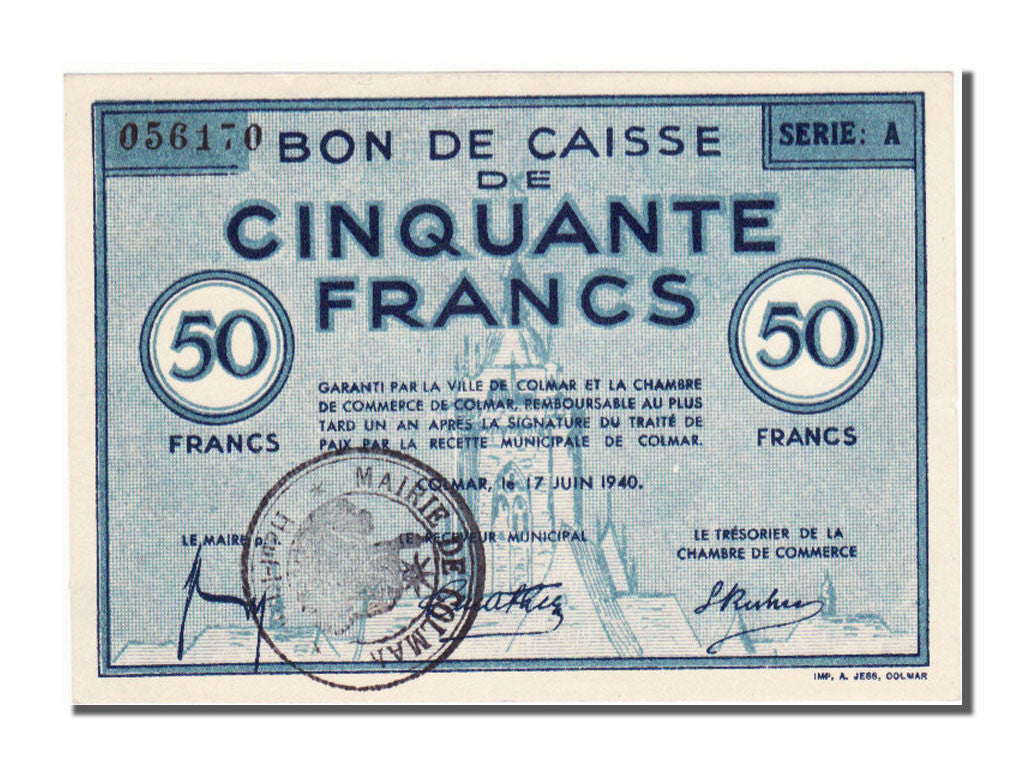 056170
BON DE CAISSE
SERIE: A
DE
CINQUANTE
FRANCS
50
FRANCS
50
FRANCS
GARANTI PAR LA VILLE DE COLMAR ET LA CHAMBRE
DE COMMERCE DE COLMAR, REMBOURSABLE AU PLUS
TARD UN AN APRÈS LA SIGNATURE DU TRAITÉ DE
PAIX PAR LA RECETTE MUNICIPALE DE COLMAR.
COLMAR, le 17 JUIN 1940.
LE MAIRE
LE RECEVEUR MUNICIPAL
LE TRÉSORIER DE LA
CHAMBRE DE COMMERCE
MAIRIE DE COLMAR
IMP. A. JESS, COLMAR